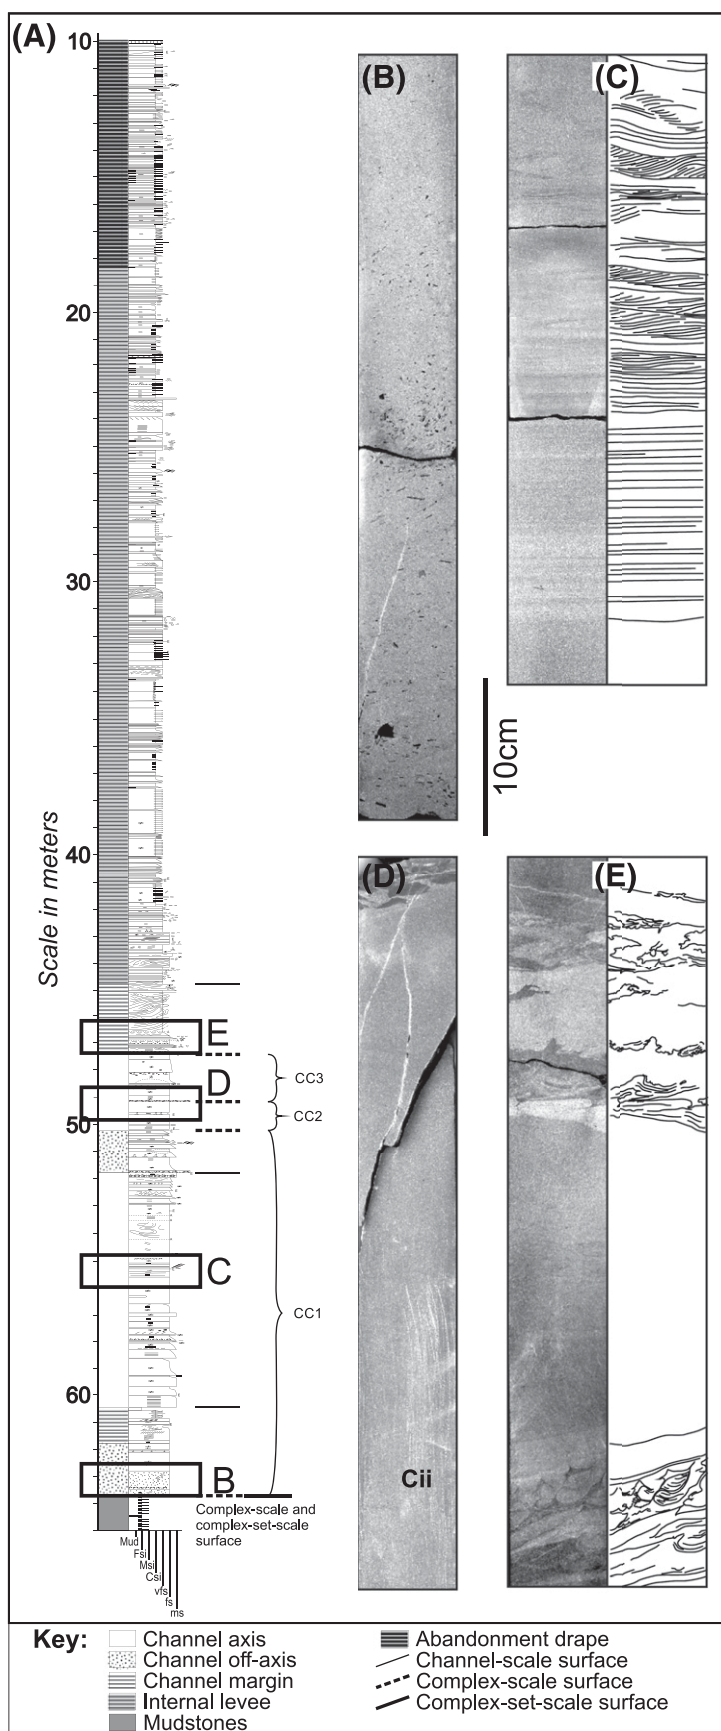 (A)
10
20
30
40
50
60
Scale in meters
E
D
C
B
CC3
CC2
CC1
Complex-scale and
complex-set-scale
surface
Mud
Fsi
Msi
Csi
vfs
fs
ms
(B)
(C)
10cm
(D)
Cii
(E)
Key:
Channel axis
Channel off-axis
Channel margin
Internal levee
Mudstones
Abandonment drape
Channel-scale surface
Complex-scale surface
Complex-set-scale surface